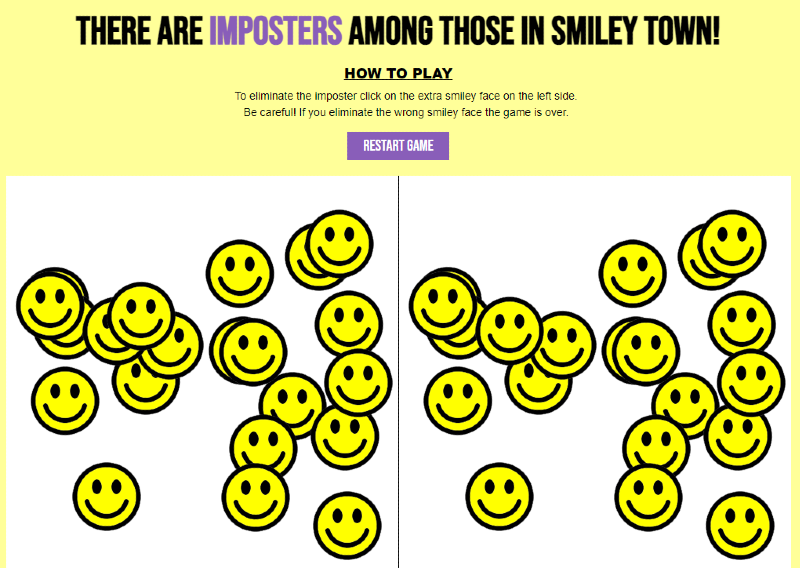 THERE ARE IMPOSTERS AMONG THOSE IN SMILEY TOWN!
HOW TO PLAY
To eliminate the imposter click on the extra smiley face on the left side.
Be careful! If you eliminate the wrong smiley face the game is over.
RESTART GAME